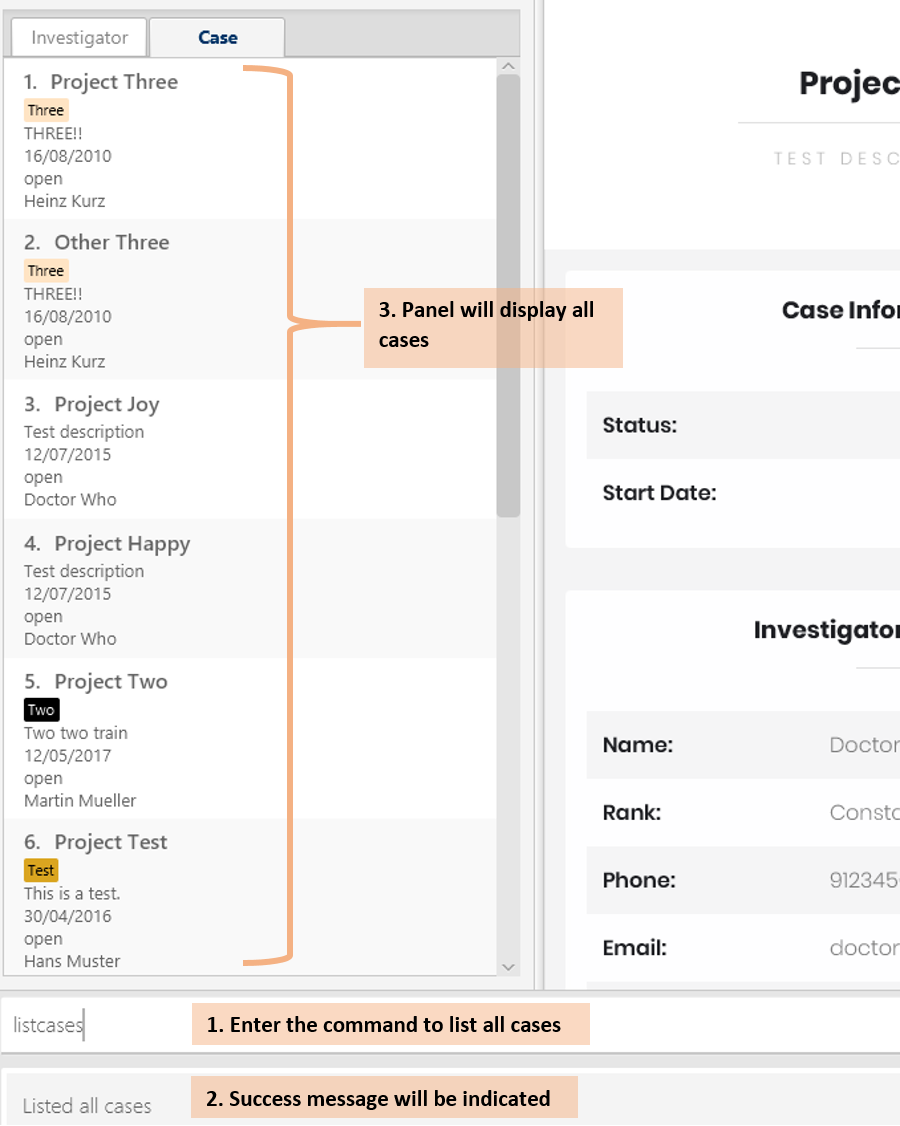 Investigator
Case
1. Project Three
Three
THREE!!
16/08/2010
open
Heinz Kurz
2. Other Three
Three
THREE!!
16/08/2010
open
Heinz Kurz
3. Project Joy
Test description
12/07/2015
open
Doctor Who
4. Project Happy
Test description
12/07/2015
open
Doctor Who
5. Project Two
Two
Two two train
12/05/2017
open
Martin Mueller
6. Project Test
Test
This is a test.
30/04/2016
open
Hans Muster
3. Panel will display all
cases
Projec
TEST DESC
Case Infor
Status:
Start Date:
Investigator
Name: Doctor
Rank: Consta
Phone: 912345
Email: doctor
listcases
1. Enter the command to list all cases
Listed all cases
2. Success message will be indicated